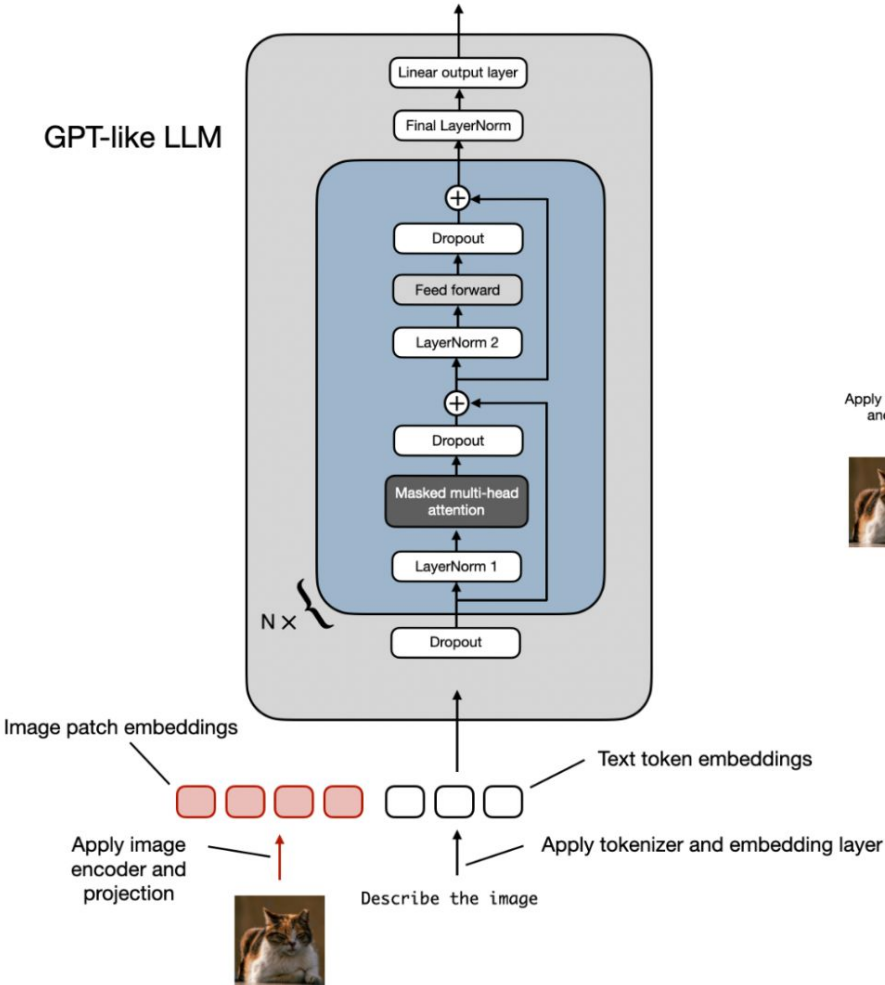 Linear output layer
GPT-like LLM
Final LayerNorm
Dropout
Feed forward
LayerNorm 2
Dropout
Masked multi-head
attention
LayerNorm 1
N ×
Dropout
Image patch embeddings
Text token embeddings
Apply image
encoder and
projection
Apply tokenizer and embedding layer
Describe the image
Apply
and